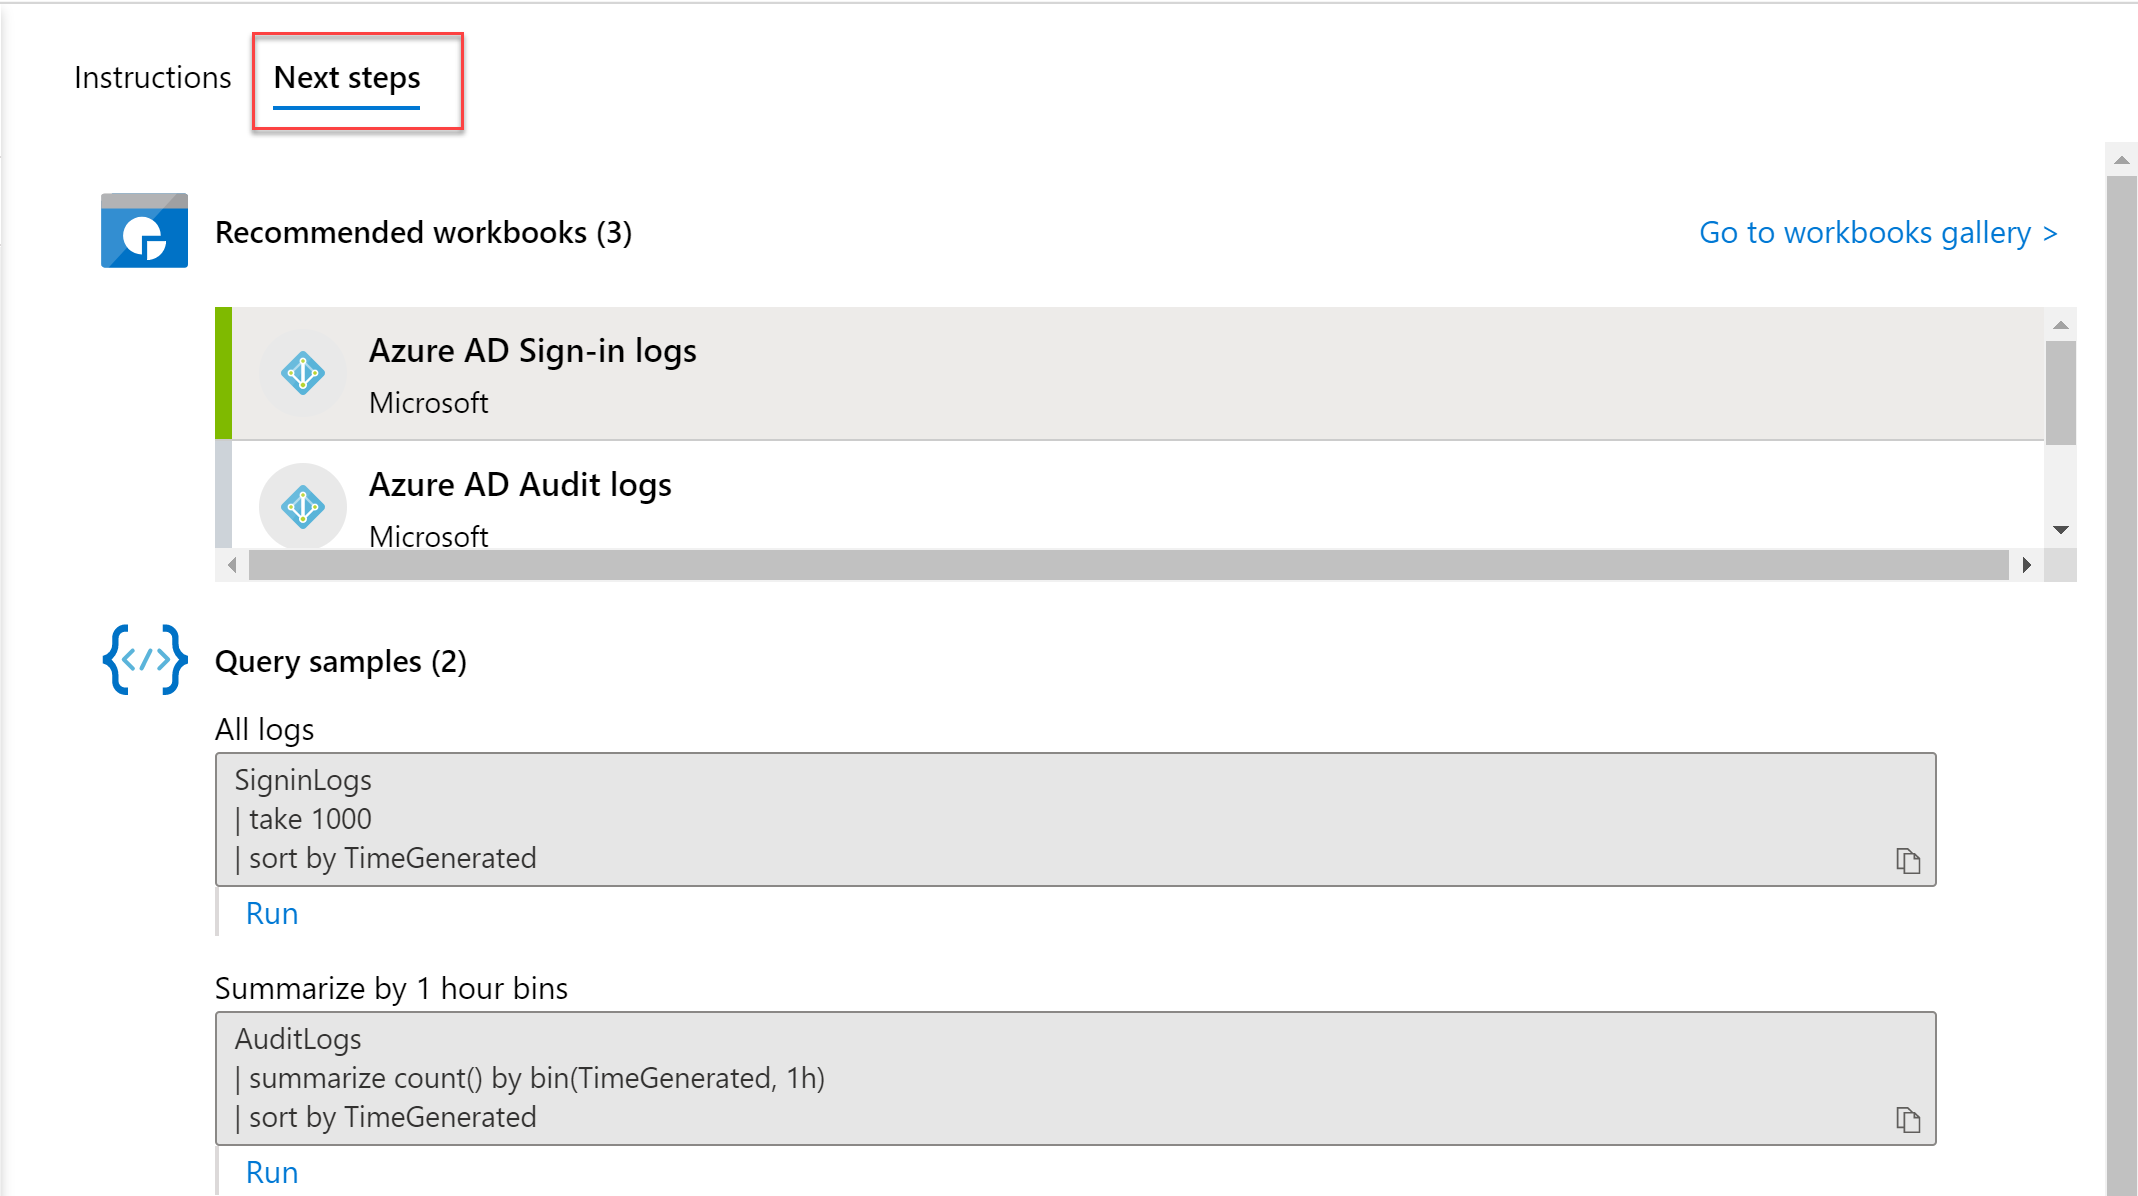 Instructions
Next steps
Recommended workbooks (3)
Go to workbooks gallery >
Azure AD Sign-in logs
Microsoft
Azure AD Audit logs
Microsoft
Query samples (2)
All logs
SigninLogs
| take 1000
| sort by TimeGenerated
Run
Summarize by 1 hour bins
AuditLogs
| summarize count() by bin(TimeGenerated, 1h)
| sort by TimeGenerated
Run